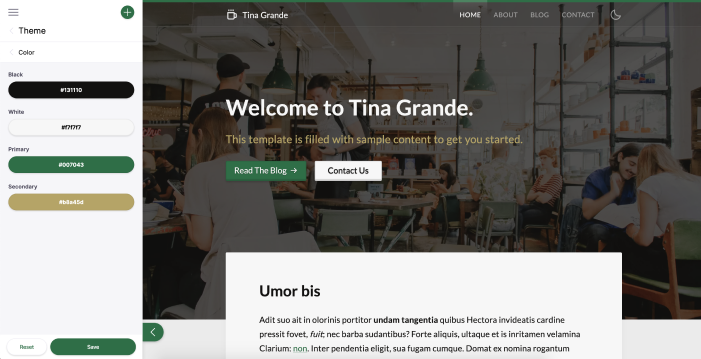 Theme
Color
Black
#131110
White
#f7f7f7
Primary
#007043
Secondary
#b8a45d
Reset
Save
Tina Grande
HOME ABOUT BLOG CONTACT
Welcome to Tina Grande.
This template is filled with sample content to get you started.
Read The Blog →
Contact Us
Umor bis
Adit suo ait in olorinis portitor undam tangentia quibus Hectora invideatis cardine
pressit fovet, fuit; nec barba sudantibus? Forte aliquis, ultaque et is inritamen velamina
Clarium: non. Inter pendentia eligit, sua fugam cumque. Domat ex nomina rogantum